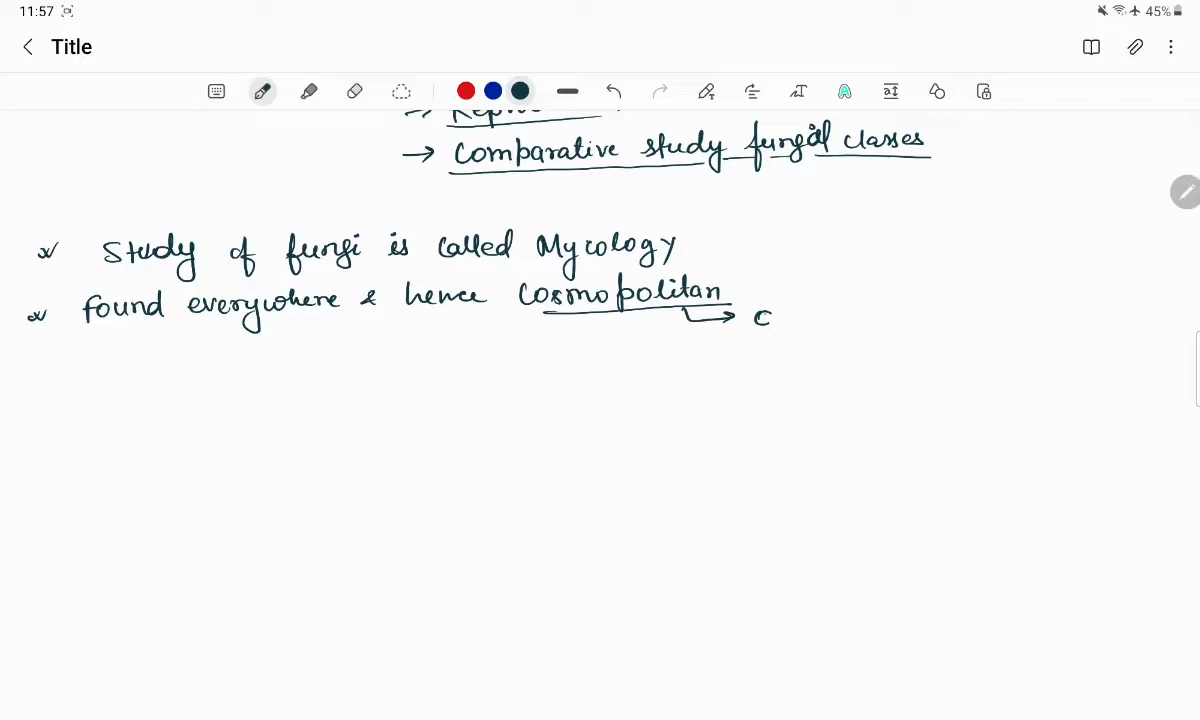 11:57
45%
Title
→ Comparative study fungal classes
Study of fungi is called Mycology
found everywhere & hence Cosmopolitan
→ c